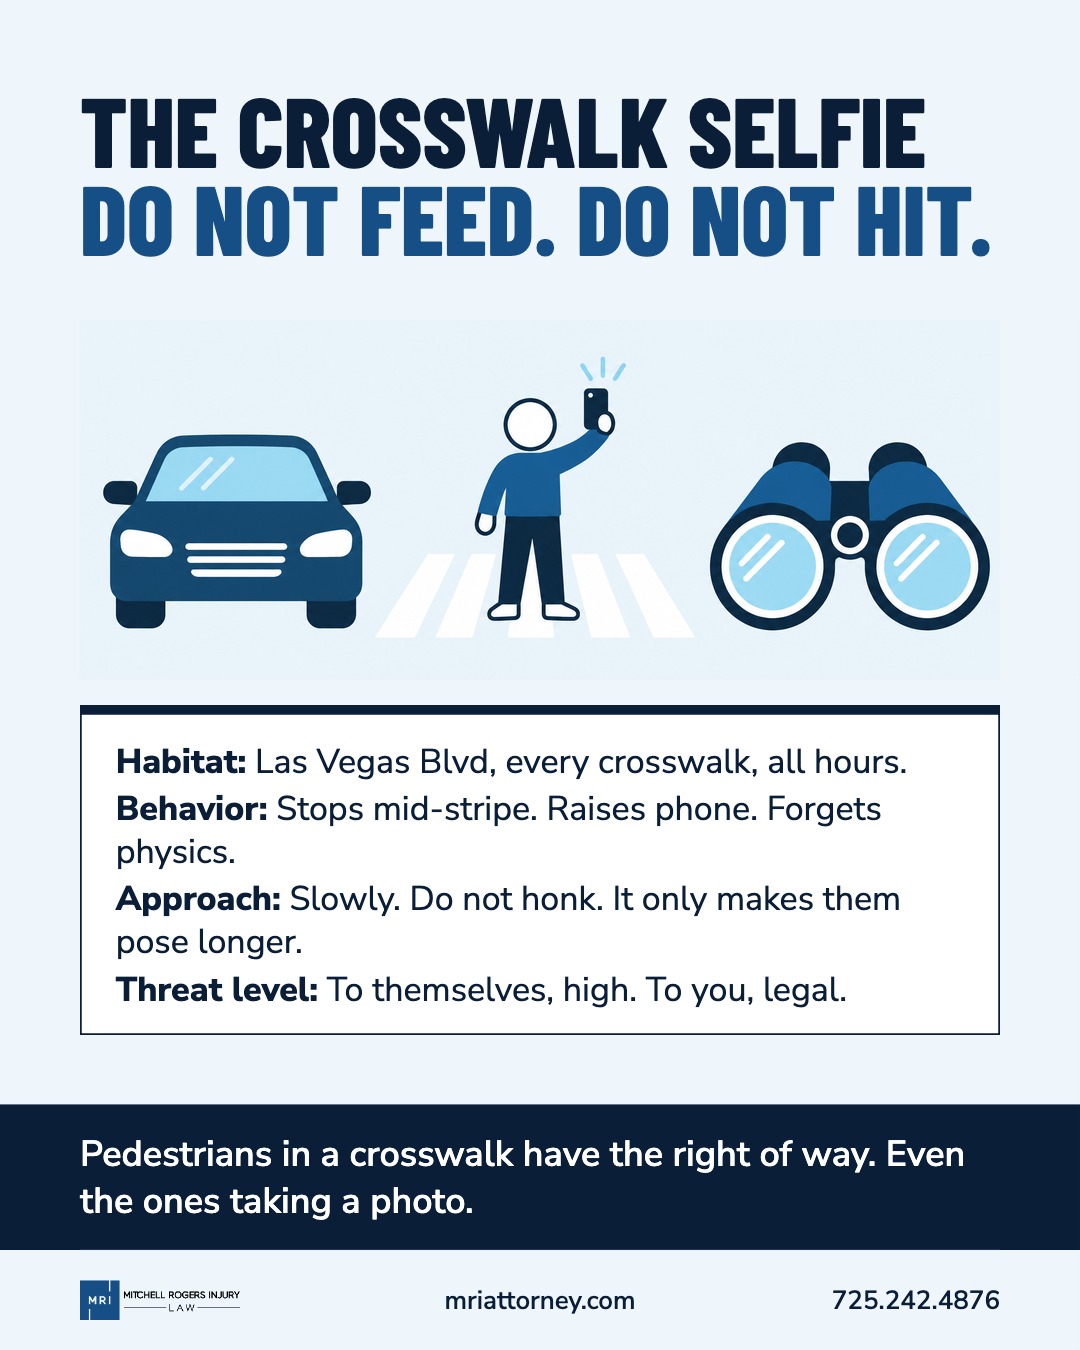 THE CROSSWALK SELFIE
DO NOT FEED. DO NOT HIT.
Habitat: Las Vegas Blvd, every crosswalk, all hours.
Behavior: Stops mid-stripe. Raises phone. Forgets
physics.
Approach: Slowly. Do not honk. It only makes them
pose longer.
Threat level: To themselves, high. To you, legal.
Pedestrians in a crosswalk have the right of way. Even
the ones taking a photo.
MRI
MITCHELL ROGERS INJURY
LAW
mriattorney.com
725.242.4876